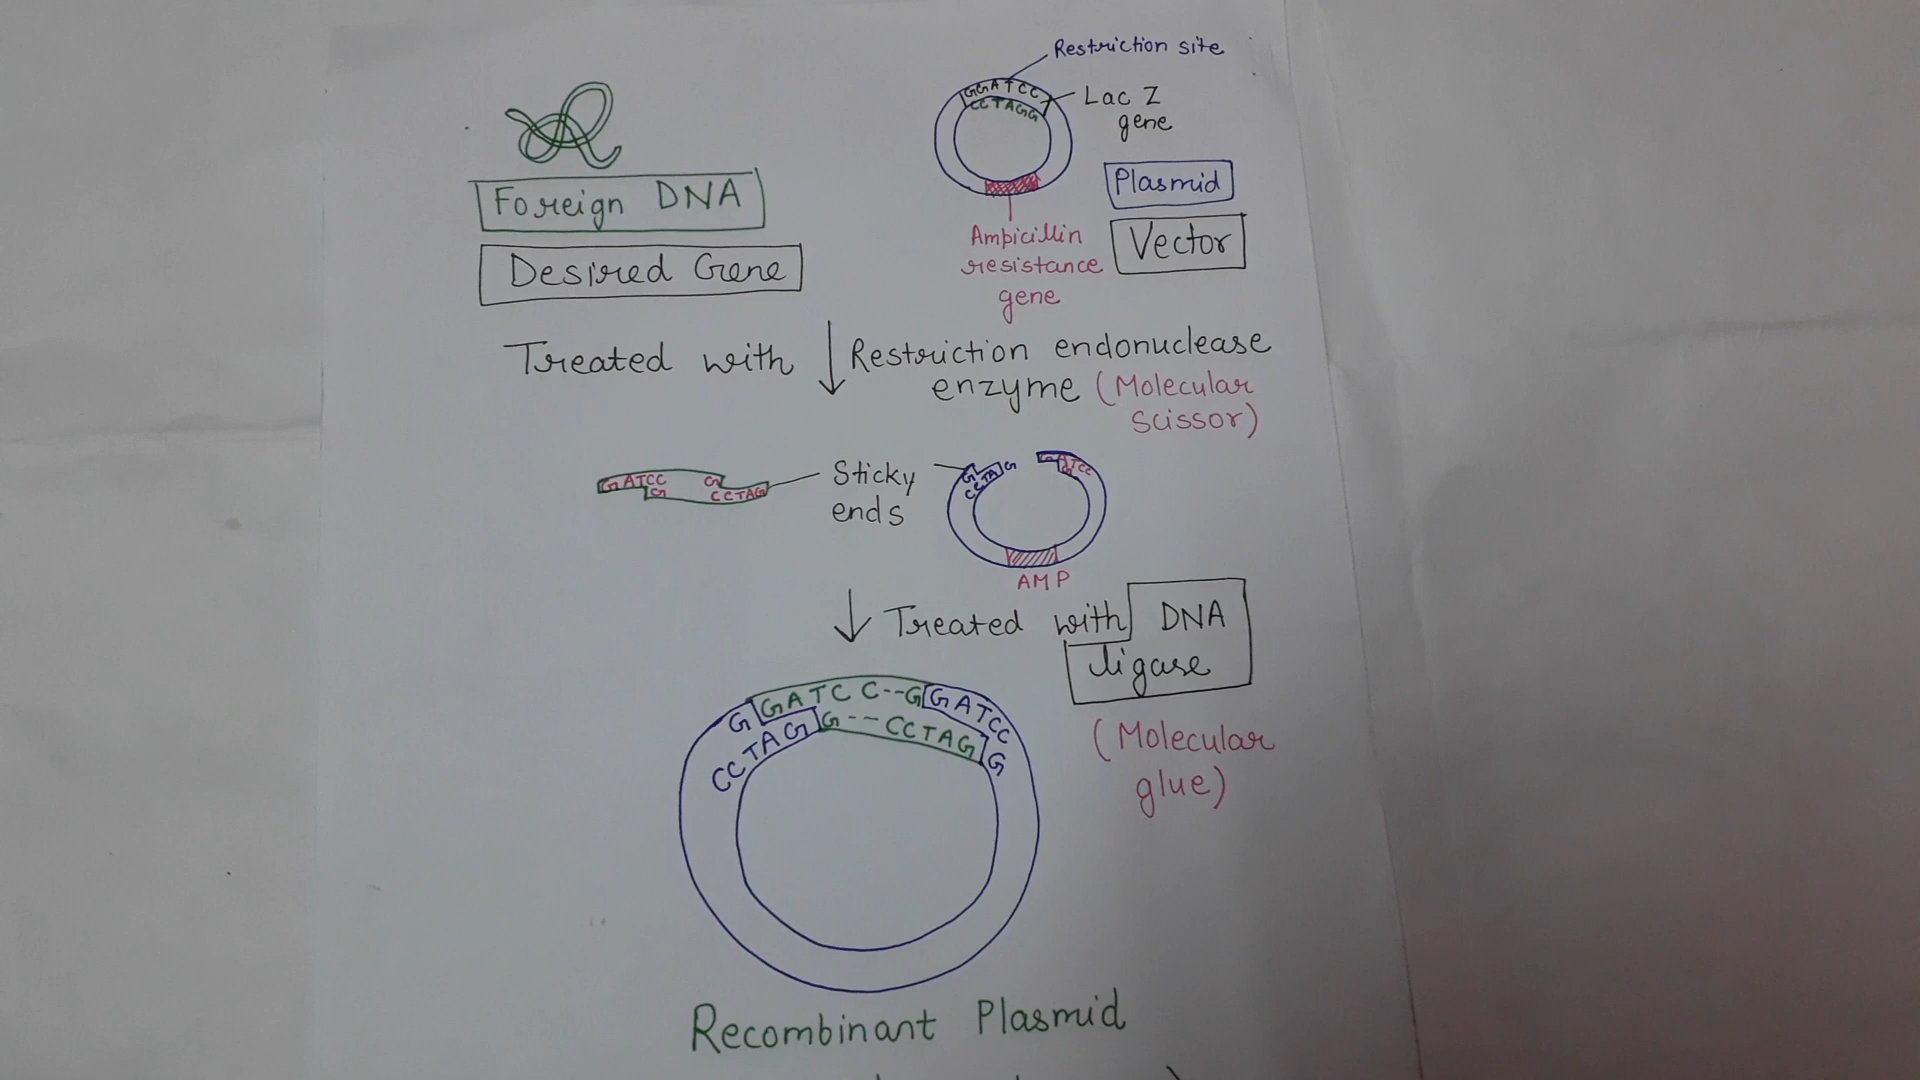 Restriction site
GGATCC
CCTAGG
Lac Z
gene
Foreign DNA
Desired Gene
Plasmid
Vector
Ampicillin
resistance
gene
Treated with
Restriction endonuclease
enzyme (Molecular
scissor)
GATCC G
G CCTAG
Sticky
ends
G G GATCC
CCTAG G
AMP
Treated with DNA
ligase
(Molecular
glue)
G GATCC--G GATCC
CCTAG G--CCTAG G
Recombinant Plasmid